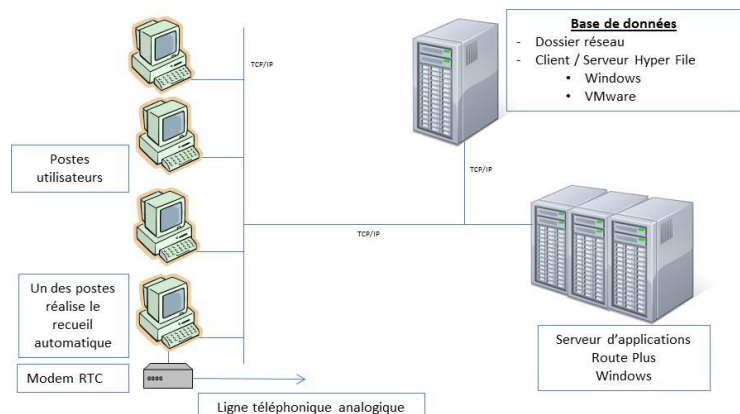 Base de données
- Dossier réseau
- Client / Serveur Hyper File
• Windows
• VMware
TCP/IP
Postes
utilisateurs
TCP/IP
TCP/IP
Un des postes
réalise le
recueil
automatique
Serveur d'applications
Route Plus
Windows
Modem RTC
Ligne téléphonique analogique